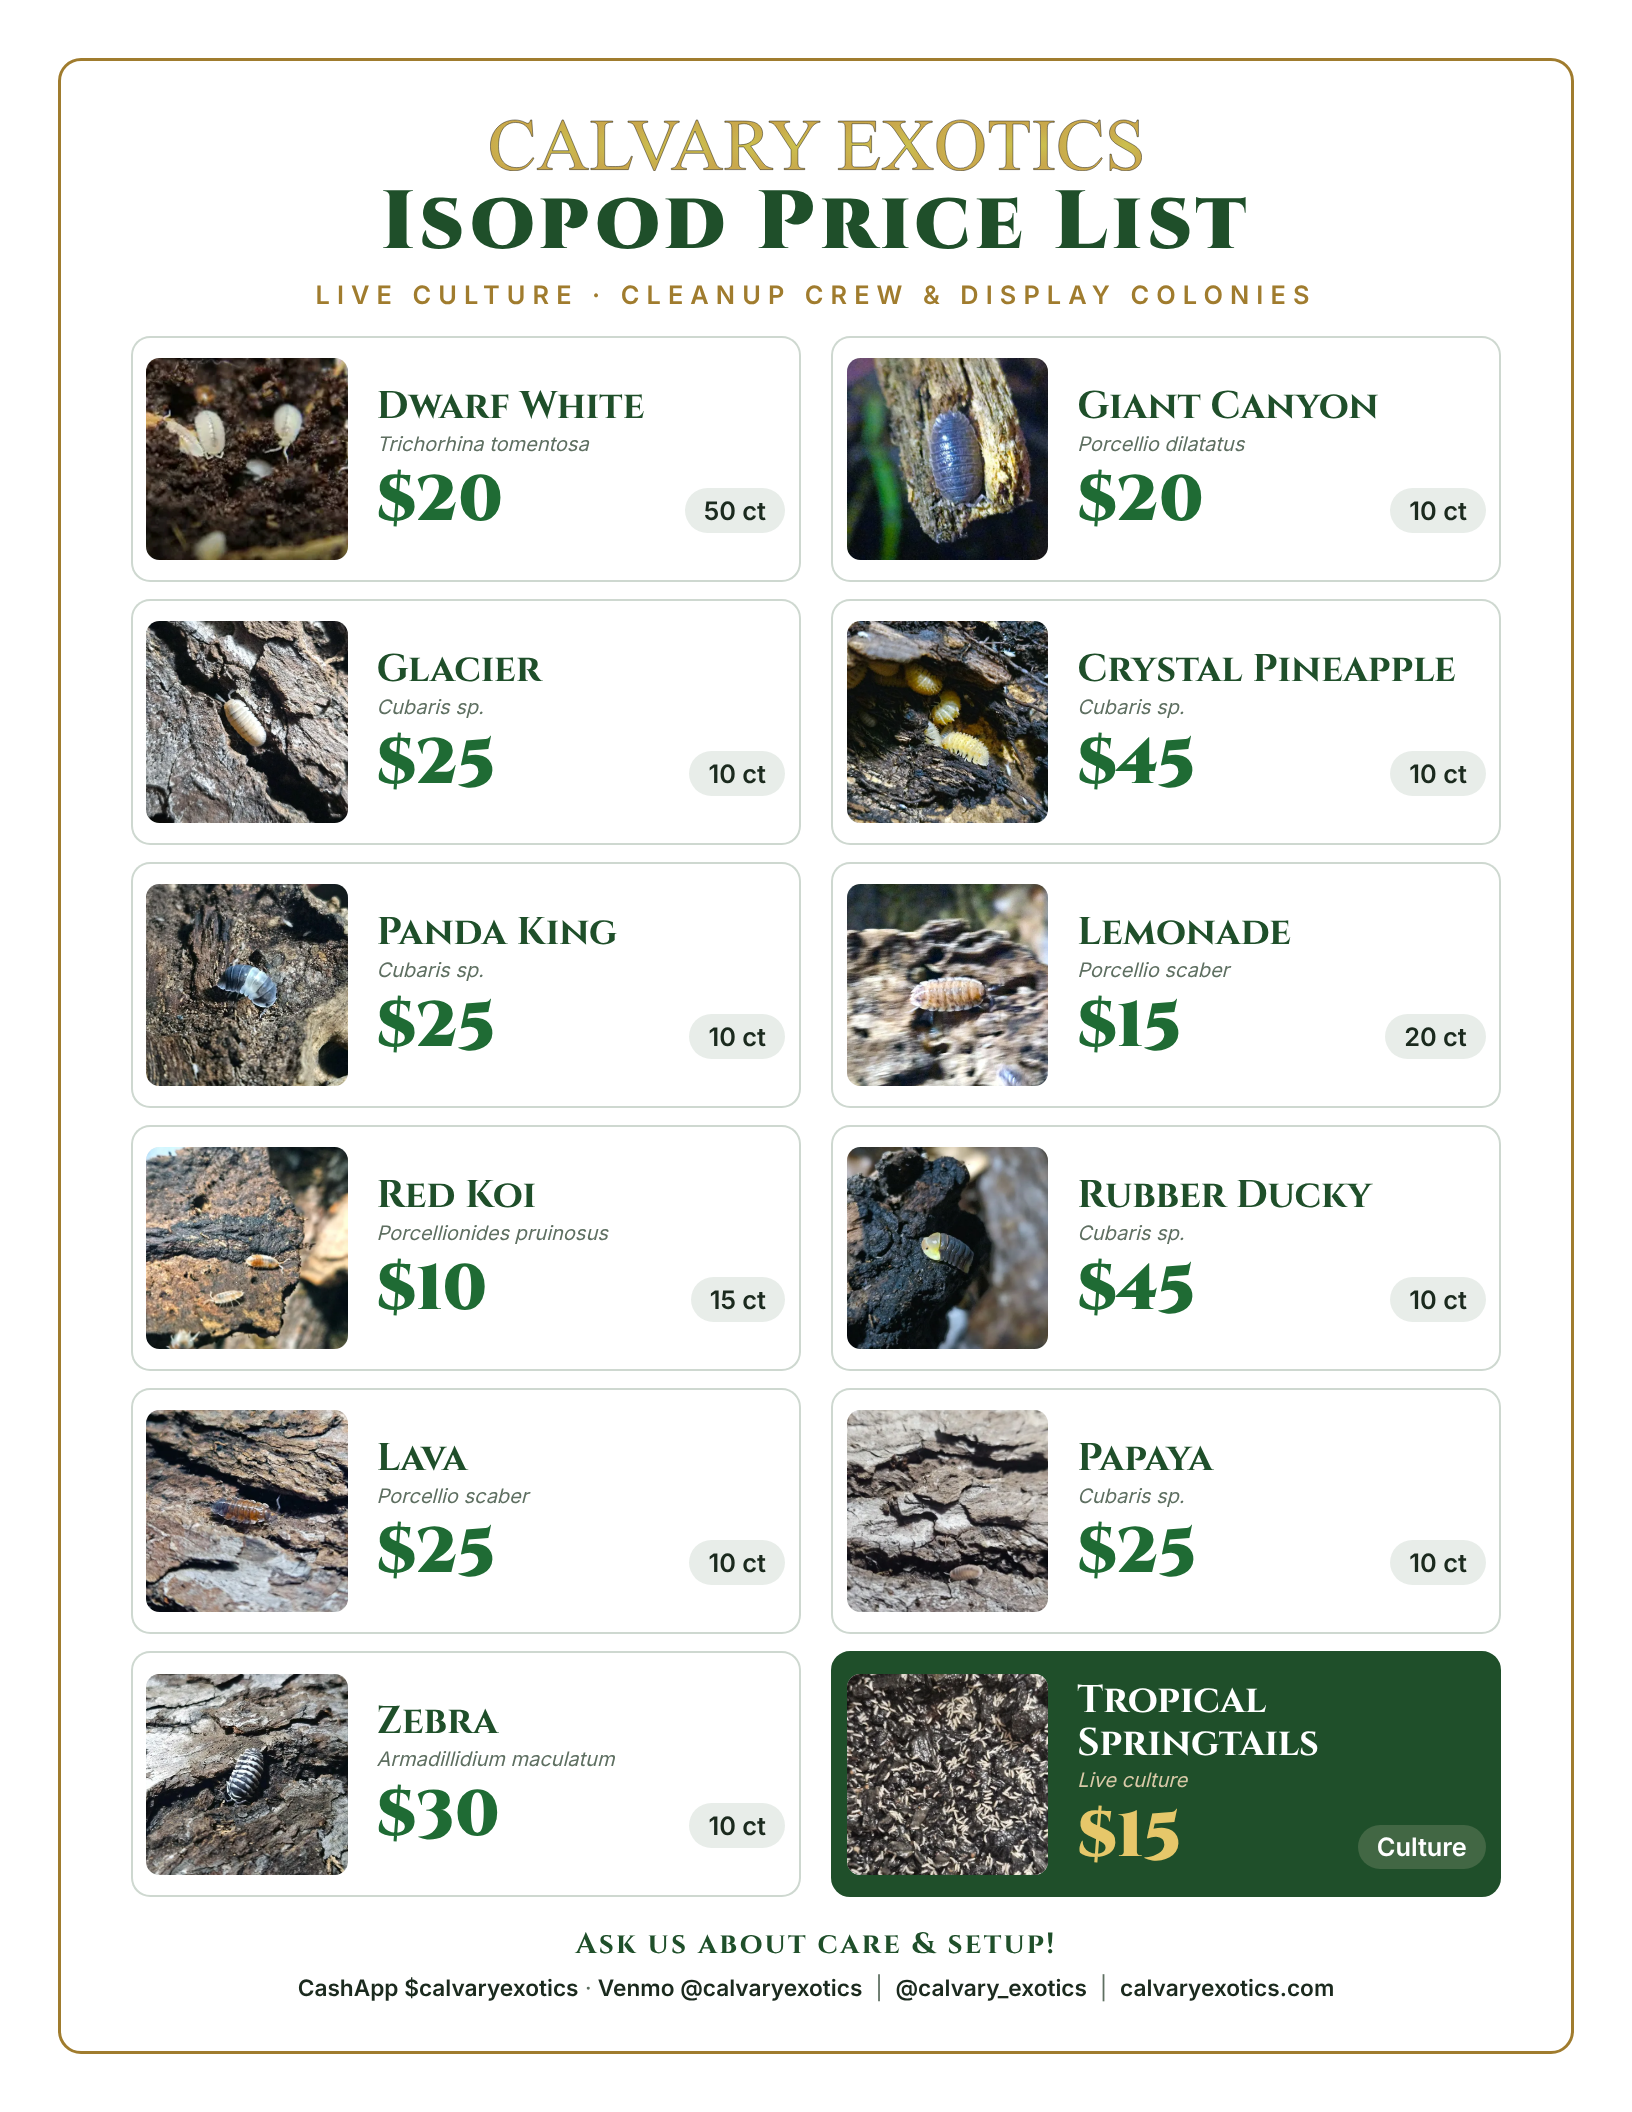 CALVARY EXOTICS
Isopod Price List
LIVE CULTURE · CLEANUP CREW & DISPLAY COLONIES
Dwarf White
Trichorhina tomentosa
$20
50 ct
Giant Canyon
Porcellio dilatatus
$20
10 ct
Glacier
Cubaris sp.
$25
10 ct
Crystal Pineapple
Cubaris sp.
$45
10 ct
Panda King
Cubaris sp.
$25
10 ct
Lemonade
Porcellio scaber
$15
20 ct
Red Koi
Porcellionides pruinosus
$10
15 ct
Rubber Ducky
Cubaris sp.
$45
10 ct
Lava
Porcellio scaber
$25
10 ct
Papaya
Cubaris sp.
$25
10 ct
Zebra
Armadillidium maculatum
$30
10 ct
Tropical
Springtails
Live culture
$15
Culture
Ask us about care & setup!
CashApp $calvaryexotics · Venmo @calvaryexotics | @calvary_exotics | calvaryexotics.com